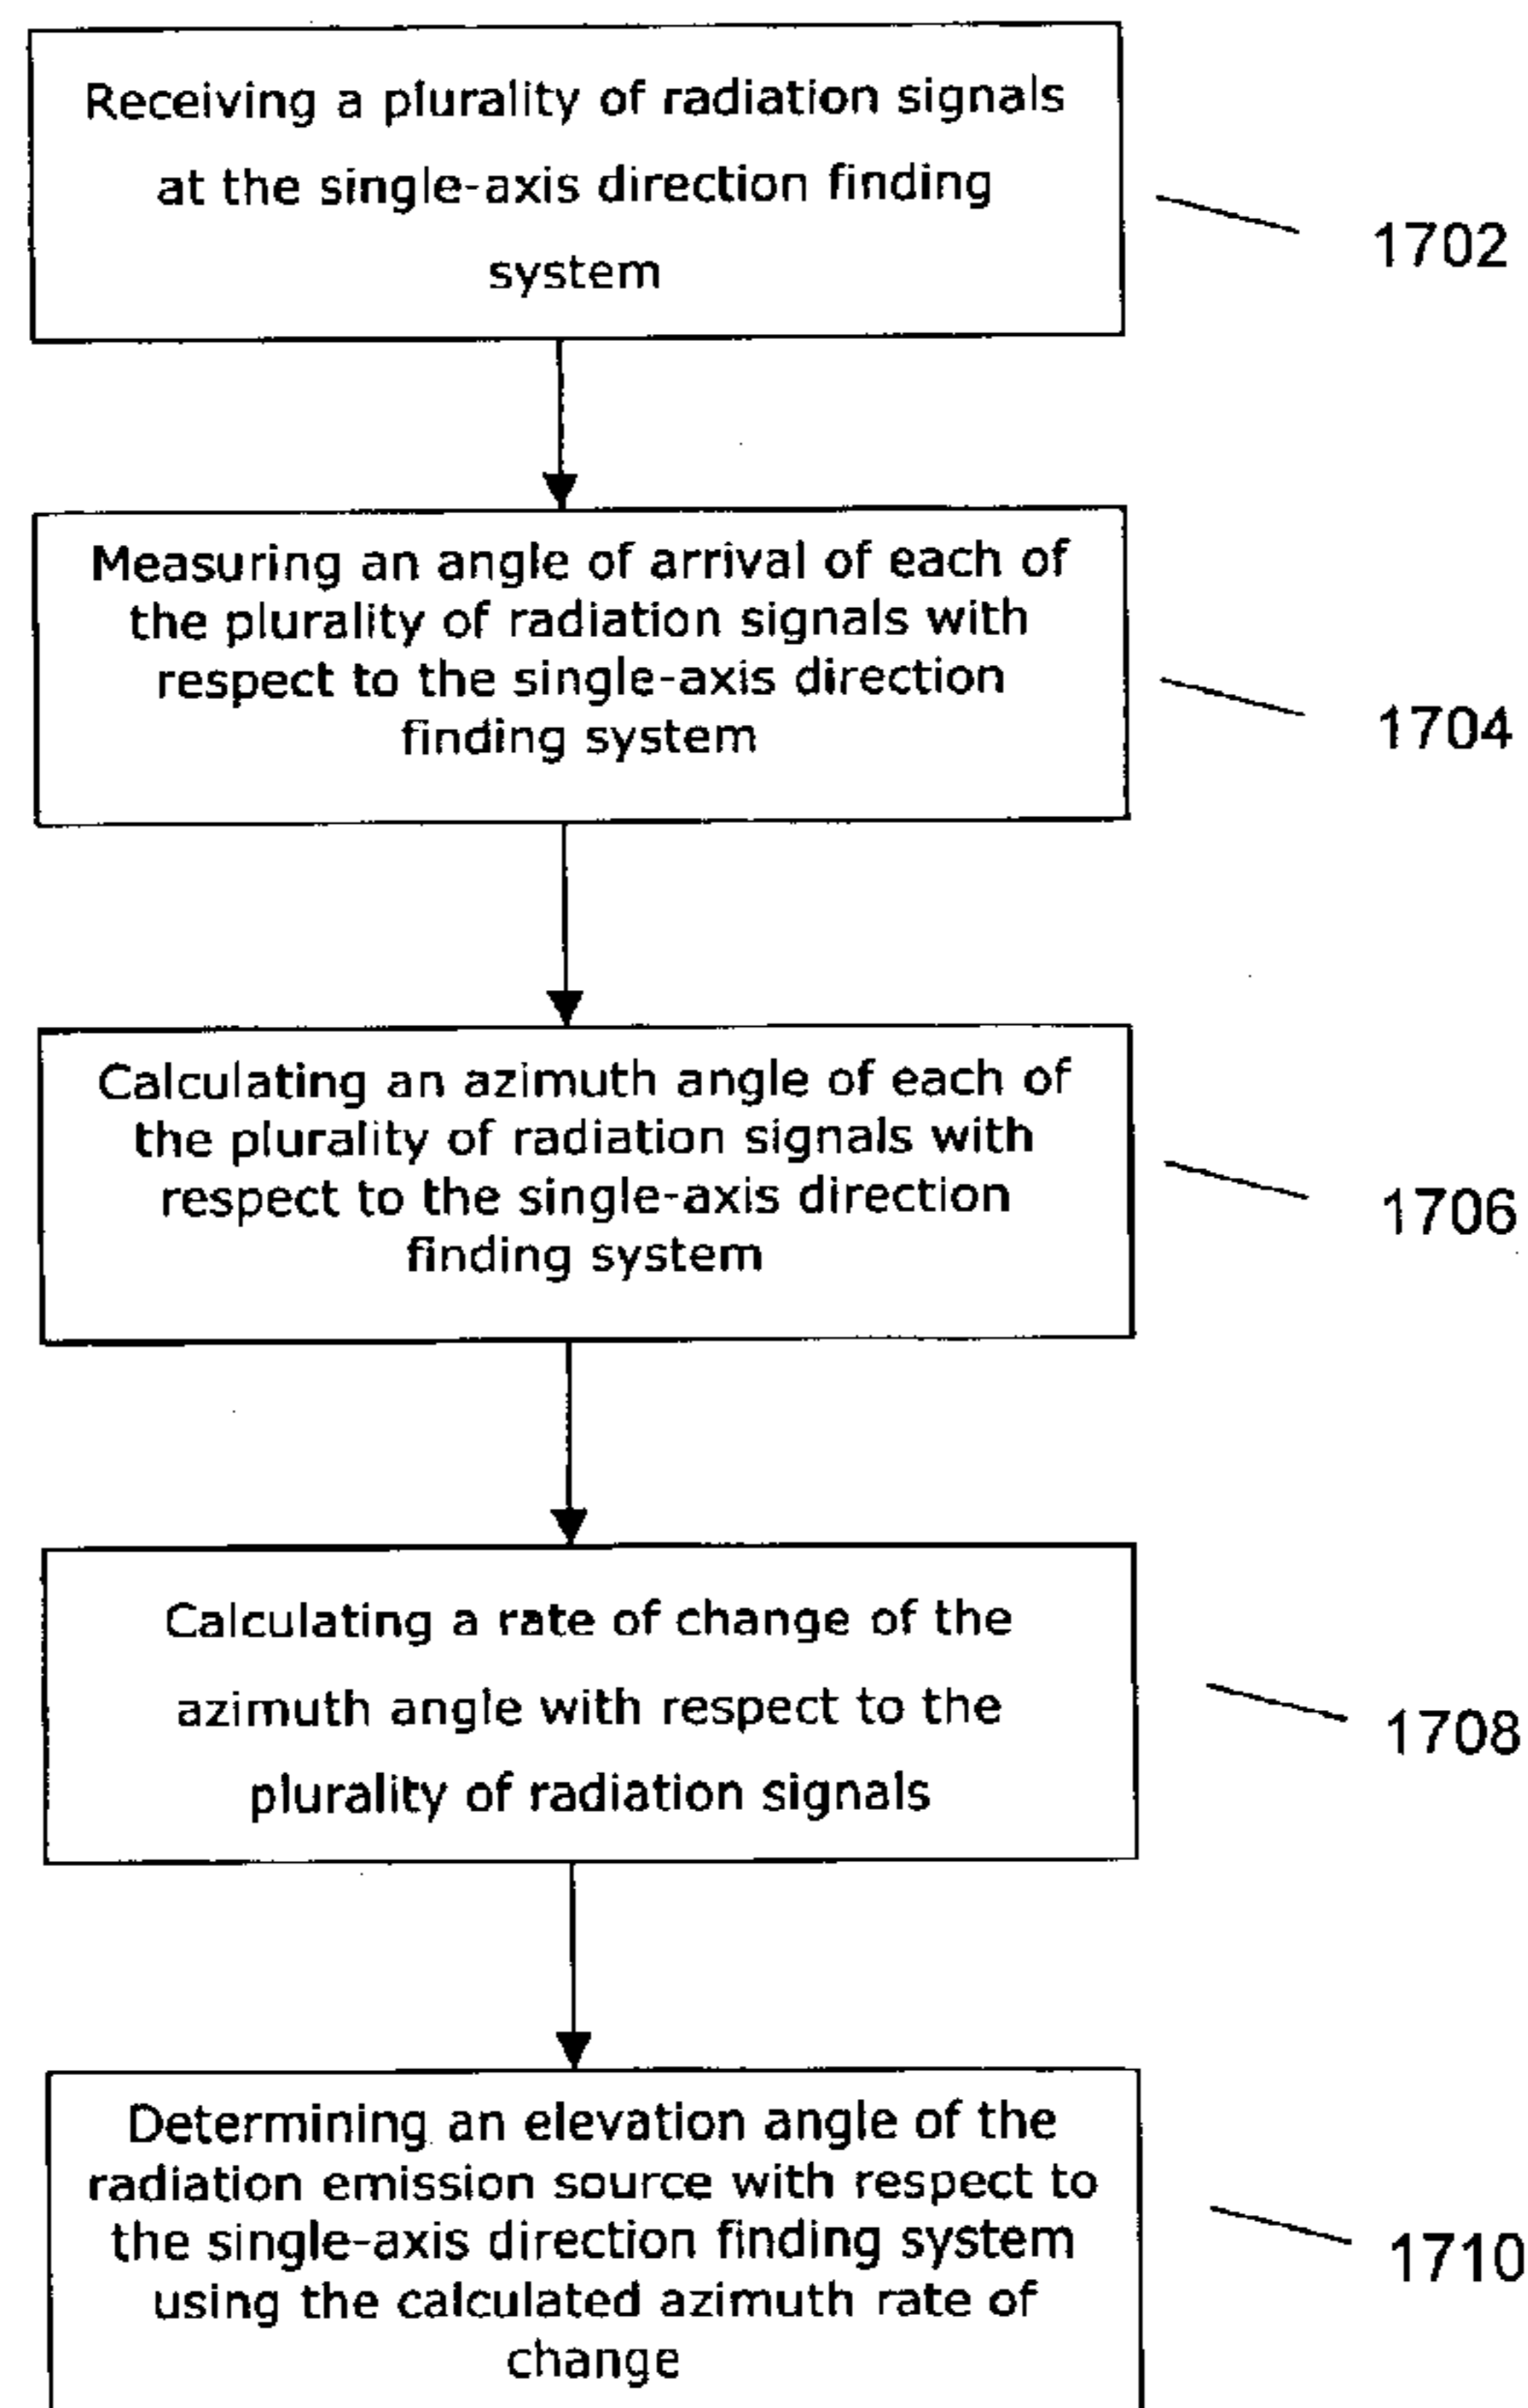 Receiving a plurality of radiation signals
at the single-axis direction finding
system
1702
Measuring an angle of arrival of each of
the plurality of radiation signals with
respect to the single-axis direction
finding system
1704
Calculating an azimuth angle of each of
the plurality of radiation signals with
respect to the single-axis direction
finding system
1706
Calculating a rate of change of the
azimuth angle with respect to the
plurality of radiation signals
1708
Determining an elevation angle of the
radiation emission source with respect to
the single-axis direction finding system
using the calculated azimuth rate of
change
1710